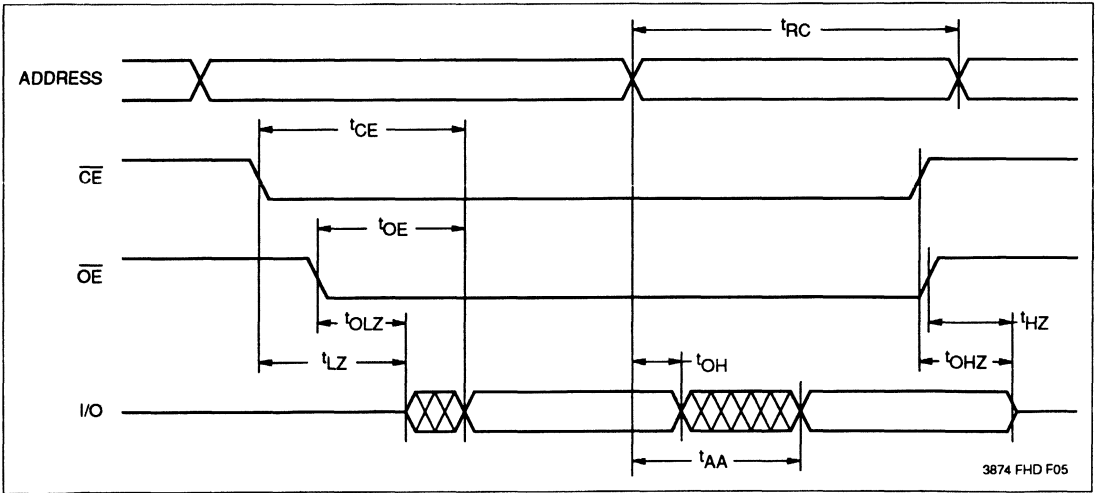 tRC
ADDRESS
tCE
CE
tOE
OE
tOLZ
tHZ
tLZ
tOH
tOHZ
I/O
tAA
3874 FHD F05